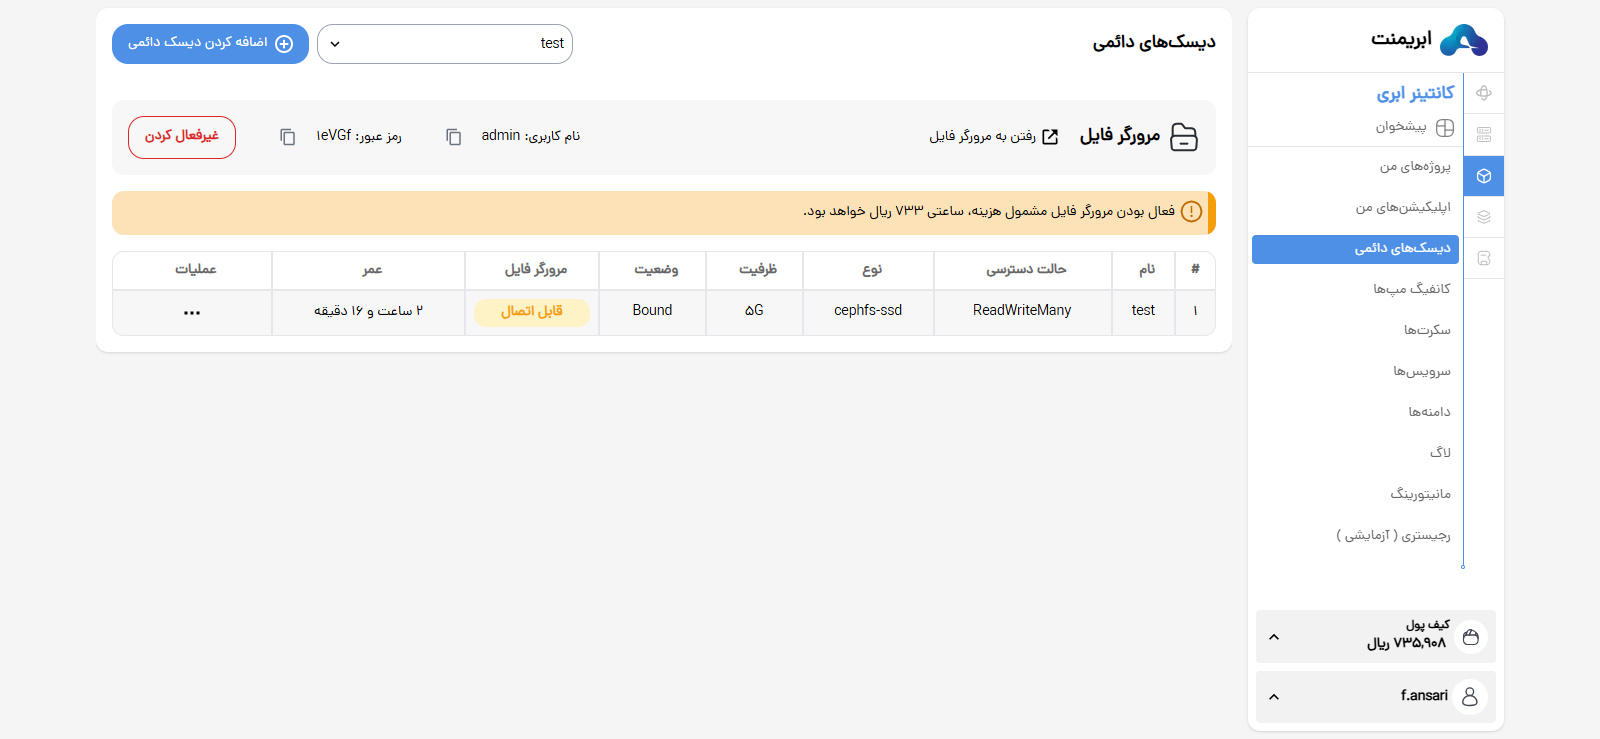 ابریمنت
کانتینر ابری
پیشخوان
پروژه‌های من
اپلیکیشن‌های من
دیسک‌های دائمی
کانفیگ مپ‌ها
سکرت‌ها
سرویس‌ها
دامنه‌ها
لاگ
مانیتورینگ
رجیستری ( آزمایشی )
کیف پول
۷۳۵,۹۰۸ ریال
f.ansari
دیسک‌های دائمی
test
اضافه کردن دیسک دائمی
مرورگر فایل
رفتن به مرورگر فایل
نام کاربری: admin
رمز عبور: ۱eVGf
غیرفعال کردن
فعال بودن مرورگر فایل مشمول هزینه، ساعتی ۷۳۳ ریال خواهد بود.
# نام حالت دسترسی نوع ظرفیت وضعیت مرورگر فایل عمر عملیات
۱ test ReadWriteMany cephfs-ssd ۵G Bound قابل اتصال ۲ ساعت و ۱۶ دقیقه ...